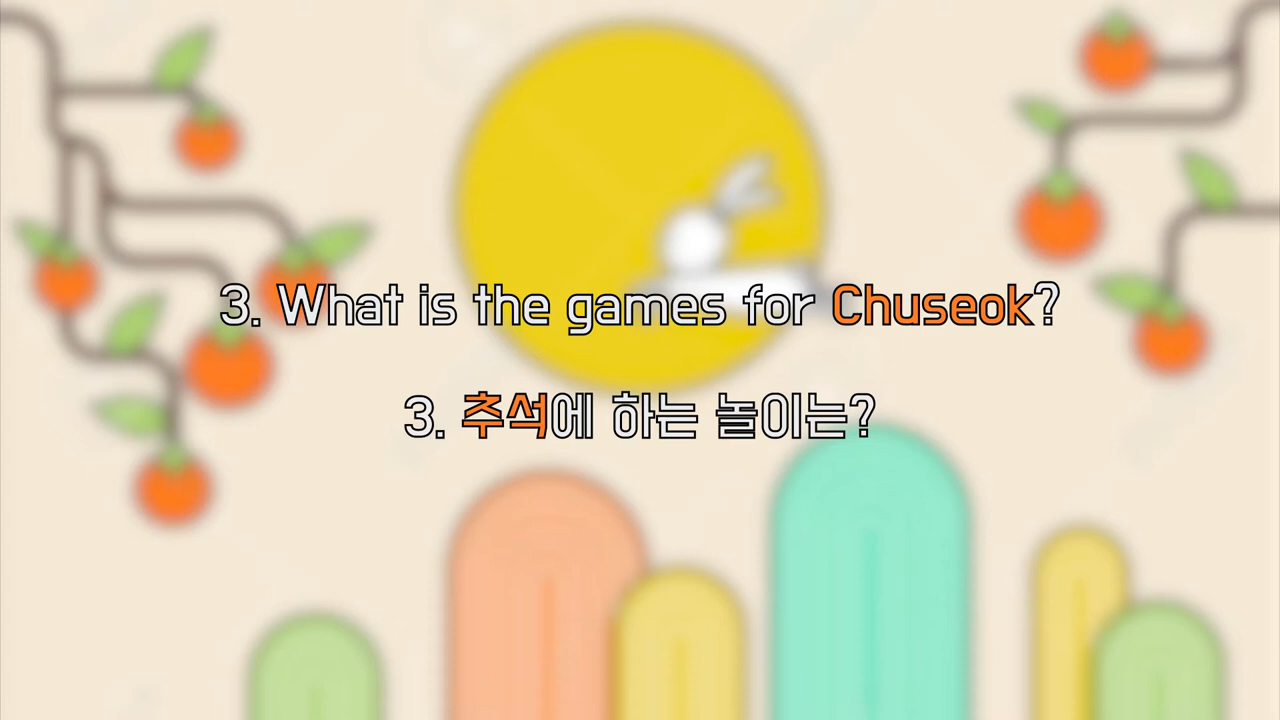 3. What is the games for Chuseok?
3. 추석에 하는 놀이는?